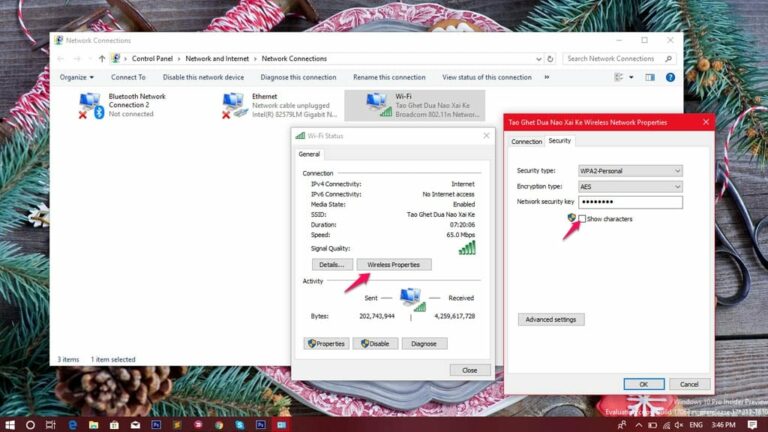 Network Connections
Control Panel > Network and Internet > Network Connections
Search Network Connections
Organize
Connect To
Disable this network device
Diagnose this connection
Rename this connection
View status of this connection
»
Bluetooth Network
Connection 2
Not connected
Ethernet
Network cable unplugged
Intel(R) 82579LM Gigabit N...
Wi-Fi
Tao Ghet Dua Nao Xai Ke
Broadcom 802.11n Networ...
Wi-Fi Status
General
Connection
IPv4 Connectivity: Internet
IPv6 Connectivity: No Internet access
Media State: Enabled
SSID: Tao Ghet Dua Nao Xai Ke
Duration: 07:20:06
Speed: 65.0 Mbps
Signal Quality:
Details...
Wireless Properties
Activity
Sent
Received
Bytes: 202,743,944 | 4,259,617,728
Properties
Disable
Diagnose
Close
Tao Ghet Dua Nao Xai Ke Wireless Network Properties
Connection
Security
Security type: WPA2-Personal
Encryption type: AES
Network security key ••••••••
Show characters
Advanced settings
OK
Cancel
3 items
1 item selected
Windows 10 Pro Insider Preview
ENG
3:46 PM